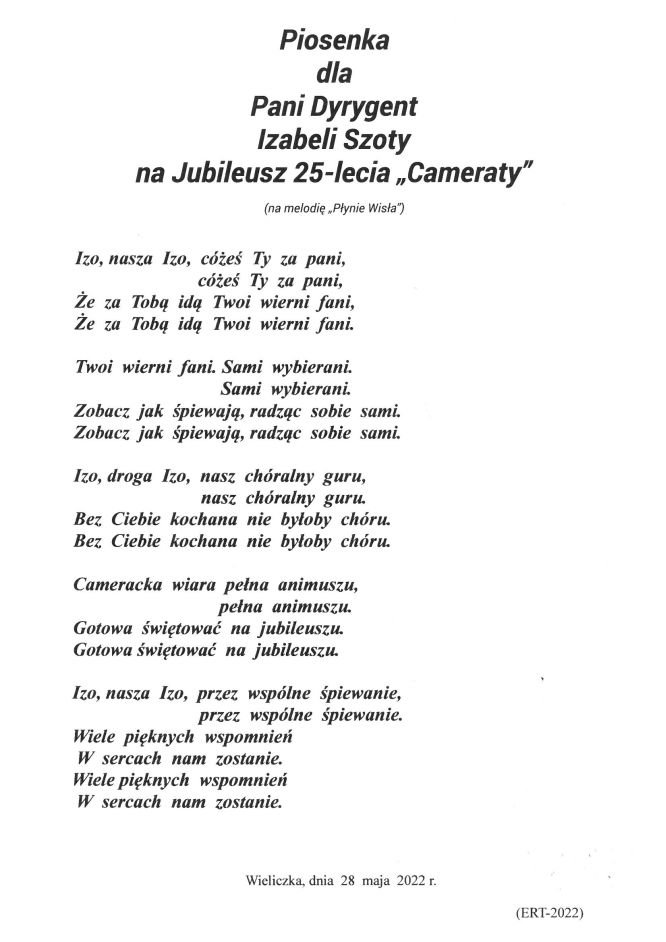 Piosenka
dla
Pani Dyrygent
Izabeli Szoty
na Jubileusz 25-lecia „Cameraty”
(na melodię „Płynie Wisła”)
Izo, nasza Izo, cóżeś Ty za pani,
cóżeś Ty za pani,
Że za Tobą idą Twoi wierni fani,
Że za Tobą idą Twoi wierni fani.
Twoi wierni fani. Sami wybierani.
Sami wybierani.
Zobacz jak śpiewają, radząc sobie sami.
Zobacz jak śpiewają, radząc sobie sami.
Izo, droga Izo, nasz chóralny guru,
nasz chóralny guru.
Bez Ciebie kochana nie byłoby chóru.
Bez Ciebie kochana nie byłoby chóru.
Cameracka wiara pełna animuszu,
pełna animuszu.
Gotowa świętować na jubileuszu.
Gotowa świętować na jubileuszu.
Izo, nasza Izo, przez wspólne śpiewanie,
przez wspólne śpiewanie.
Wiele pięknych wspomnień
W sercach nam zostanie.
Wiele pięknych wspomnień
W sercach nam zostanie.
Wieliczka, dnia 28 maja 2022 r.
(ERT-2022)